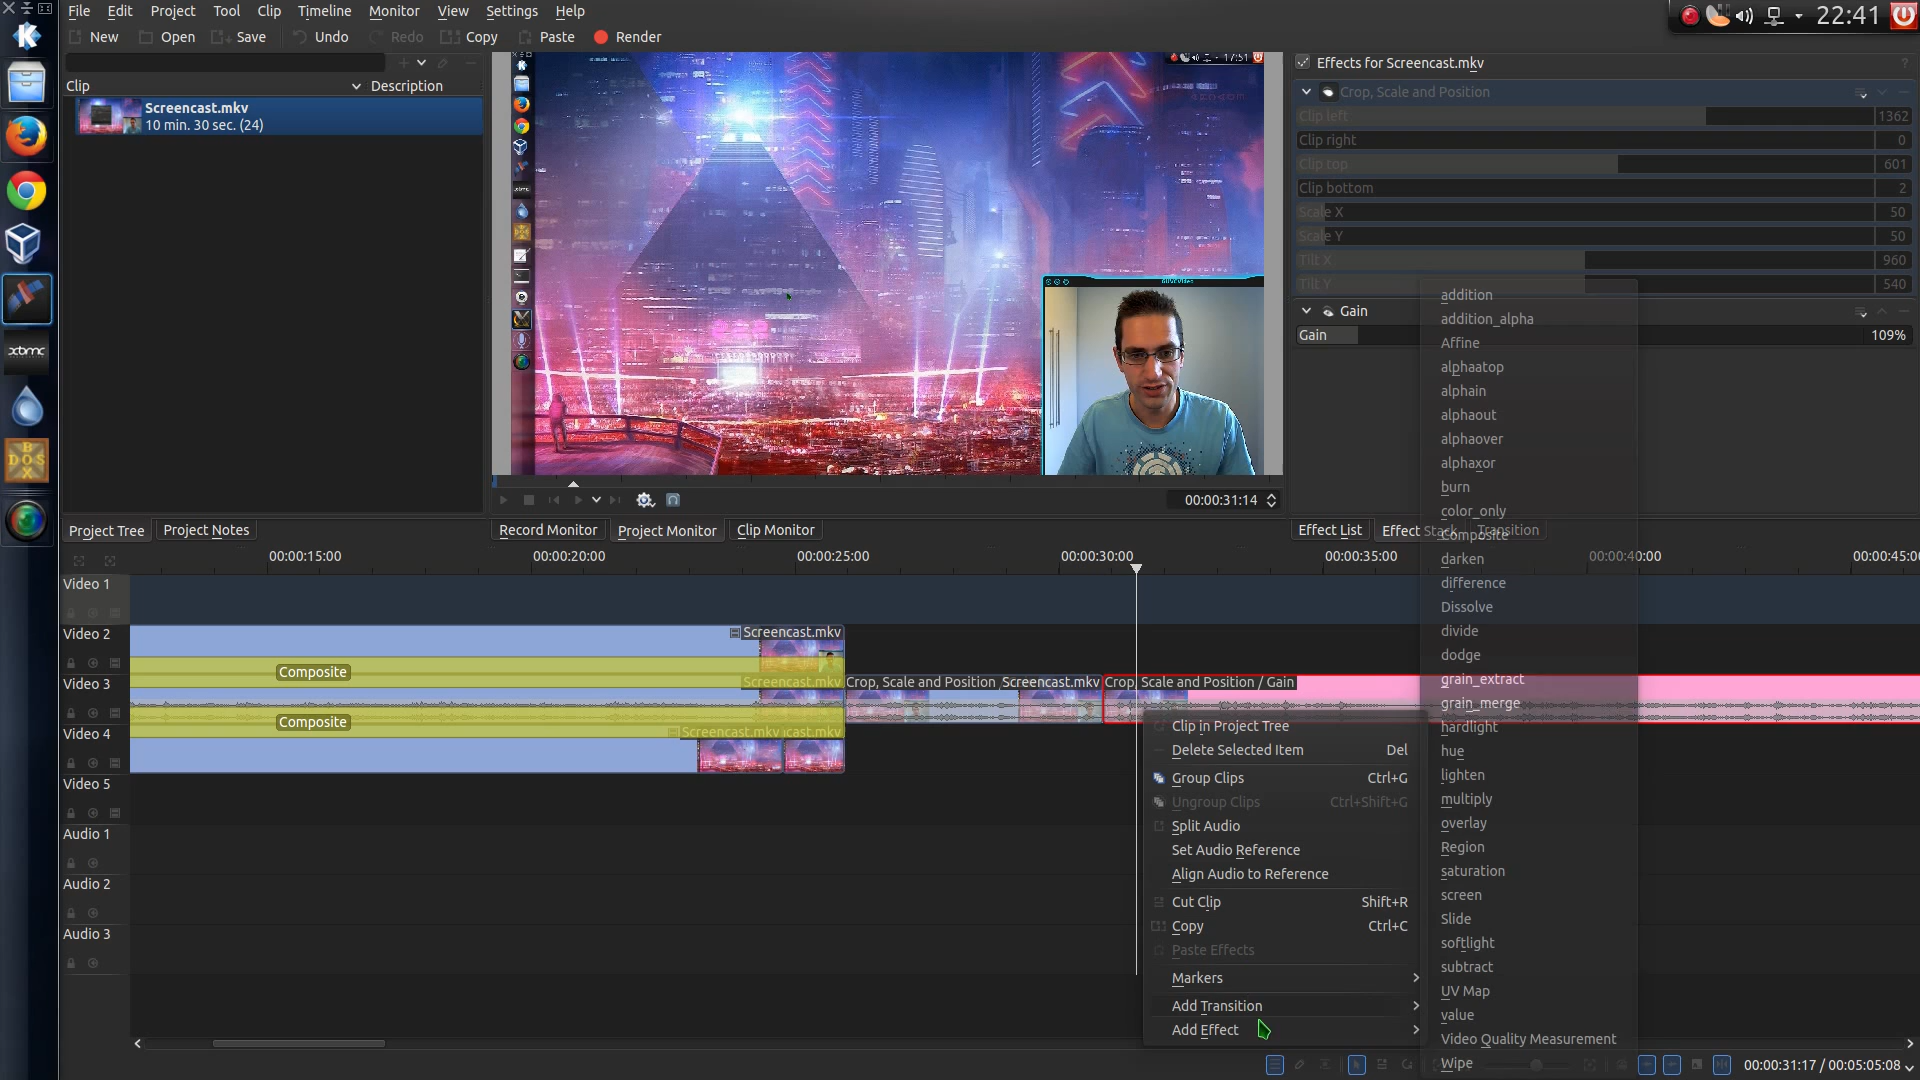 File Edit Project Tool Clip Timeline Monitor View Settings Help
22:41
New Open Save Undo Redo Copy Paste Render
Clip Description
Screencast.mkv
10 min. 30 sec. (24)
17:51
xbmc
Effects for Screencast.mkv
Crop, Scale and Position
Clip left 1362
Clip right 0
Clip top 601
Clip bottom 2
Scale X 50
Scale Y 50
Tilt X 960
Tilt Y 540
Gain
Gain 109%
xbmc
DOS
BOX
00:00:31:14
Project Tree Project Notes
Record Monitor Project Monitor Clip Monitor
Effect List Effect Stack Transition
00:00:15:00 00:00:20:00 00:00:25:00 00:00:30:00 00:00:35:00 00:00:40:00 00:00:45:00
Video 1
Video 2
Screencast.mkv
Composite
Video 3
Screencast.mkv Crop, Scale and Position / Screencast.mkv Crop, Scale and Position / Gain
Composite
Video 4
Screencast.mkv
Video 5
Audio 1
Audio 2
Audio 3
Clip in Project Tree
Delete Selected Item Del
Group Clips Ctrl+G
Ungroup Clips Ctrl+Shift+G
Split Audio
Set Audio Reference
Align Audio to Reference
Cut Clip Shift+R
Copy Ctrl+C
Paste Effects
Markers
Add Transition
Add Effect
addition
addition_alpha
Affine
alphaatop
alphain
alphaout
alphaover
alphaxor
burn
color_only
Composite
darken
difference
Dissolve
divide
dodge
grain_extract
grain_merge
hardlight
hue
lighten
multiply
overlay
Region
saturation
screen
Slide
softlight
subtract
UV Map
value
Video Quality Measurement
Wipe
00:00:31:17 / 00:05:05:08